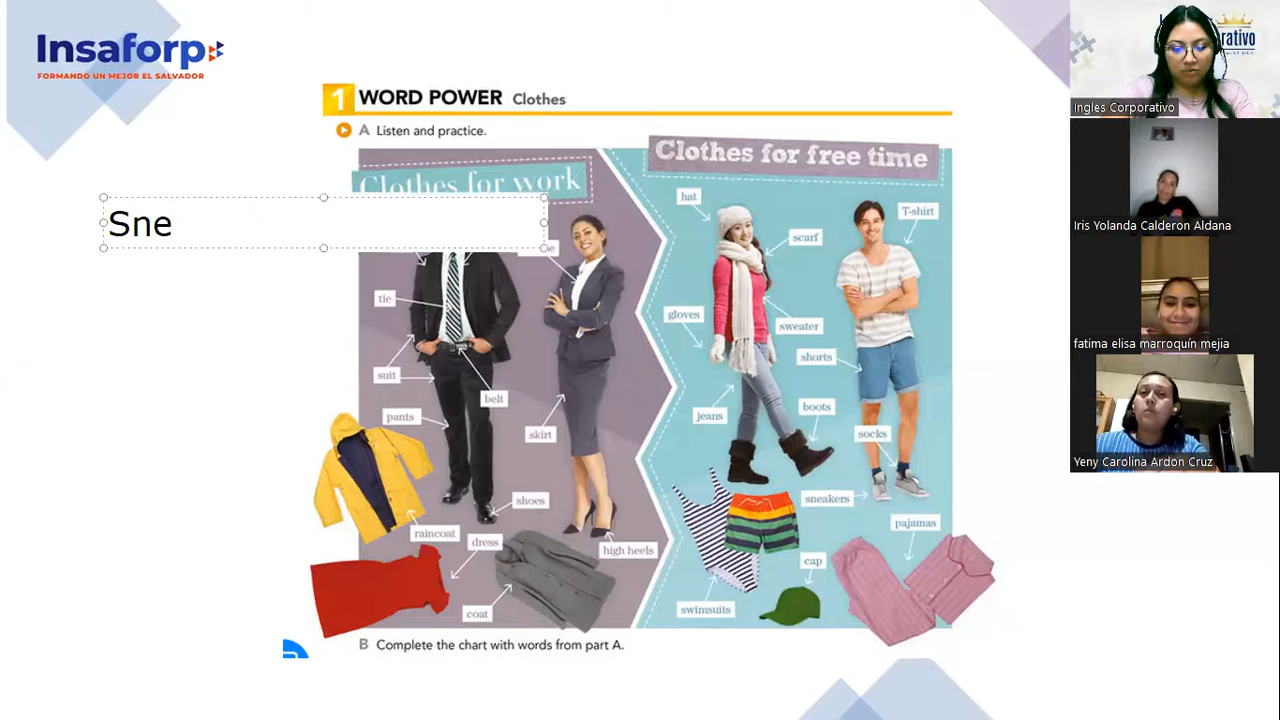 Insaforp
FORMANDO UN MEJOR EL SALVADOR
1 WORD POWER Clothes
A Listen and practice.
Clothes for work
Clothes for free time
Sne
tie
suit
belt
pants
skirt
shoes
raincoat
dress
high heels
coat
hat
T-shirt
scarf
gloves
sweater
shorts
jeans
boots
socks
sneakers
pajamas
cap
swimsuits
B Complete the chart with words from part A.
Ingles Corporativo
Iris Yolanda Calderon Aldana
fatima elisa marroquín mejia
Yeny Carolina Ardon Cruz